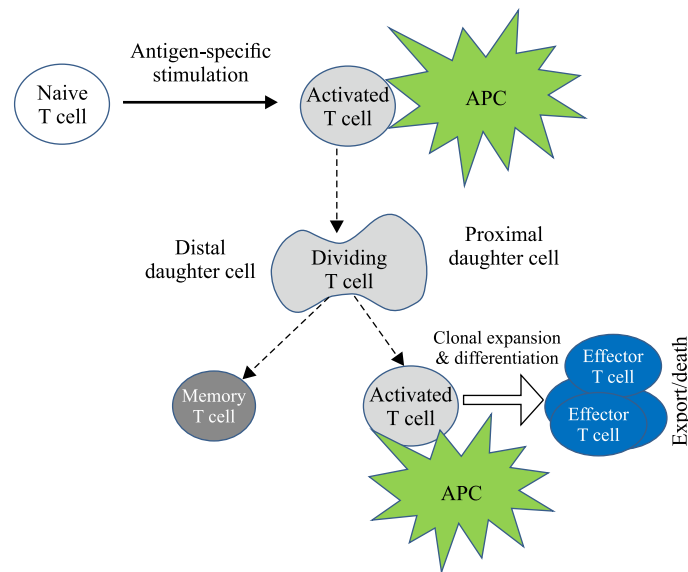 Antigen-specific
stimulation
Naive
T cell
Activated
T cell
APC
Distal
daughter cell
Dividing
T cell
Proximal
daughter cell
Memory
T cell
Activated
T cell
Clonal expansion
& differentiation
Effector
T cell
Effector
T cell
Export/death
APC